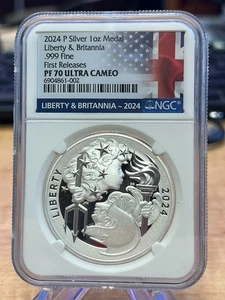 2024 P Silver 1oz Medal
Liberty & Britannia
.999 Fine
First Releases
PF 70 ULTRA CAMEO
6904861-002
LIBERTY & BRITANNIA - 2024
NGC
LIBERTY
2024